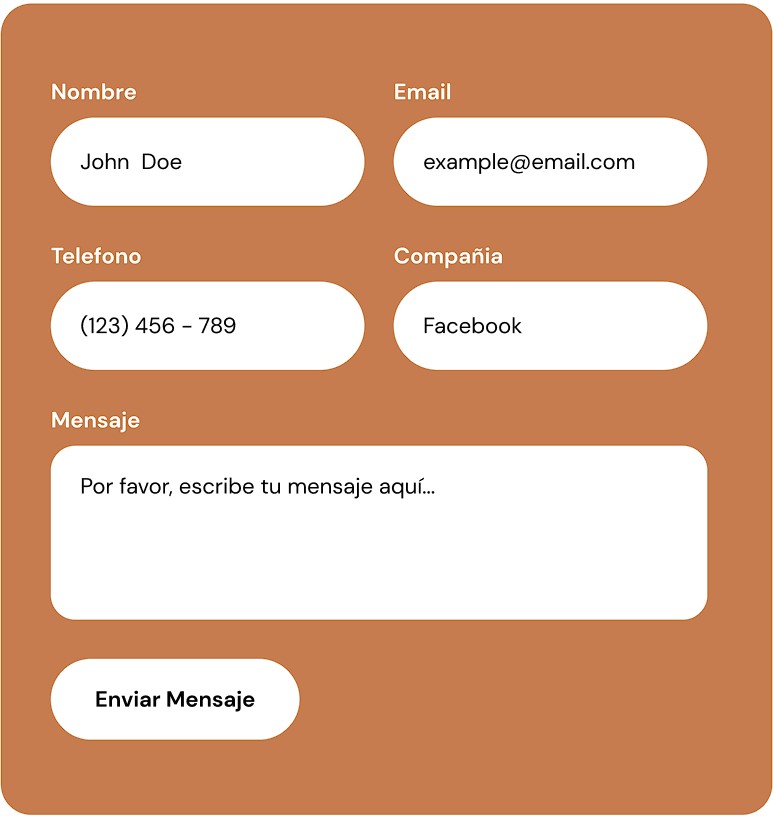 Nombre
Email
John  Doe
example@email.com
Telefono
Compañia
(123) 456 - 789
Facebook
Mensaje
Por favor, escribe tu mensaje aquí...
Enviar Mensaje